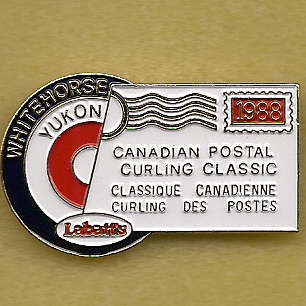 WHITEHORSE
YUKON
1988
CANADIAN POSTAL
CURLING CLASSIC
CLASSIQUE CANADIENNE
CURLING DES POSTES
Labatt's